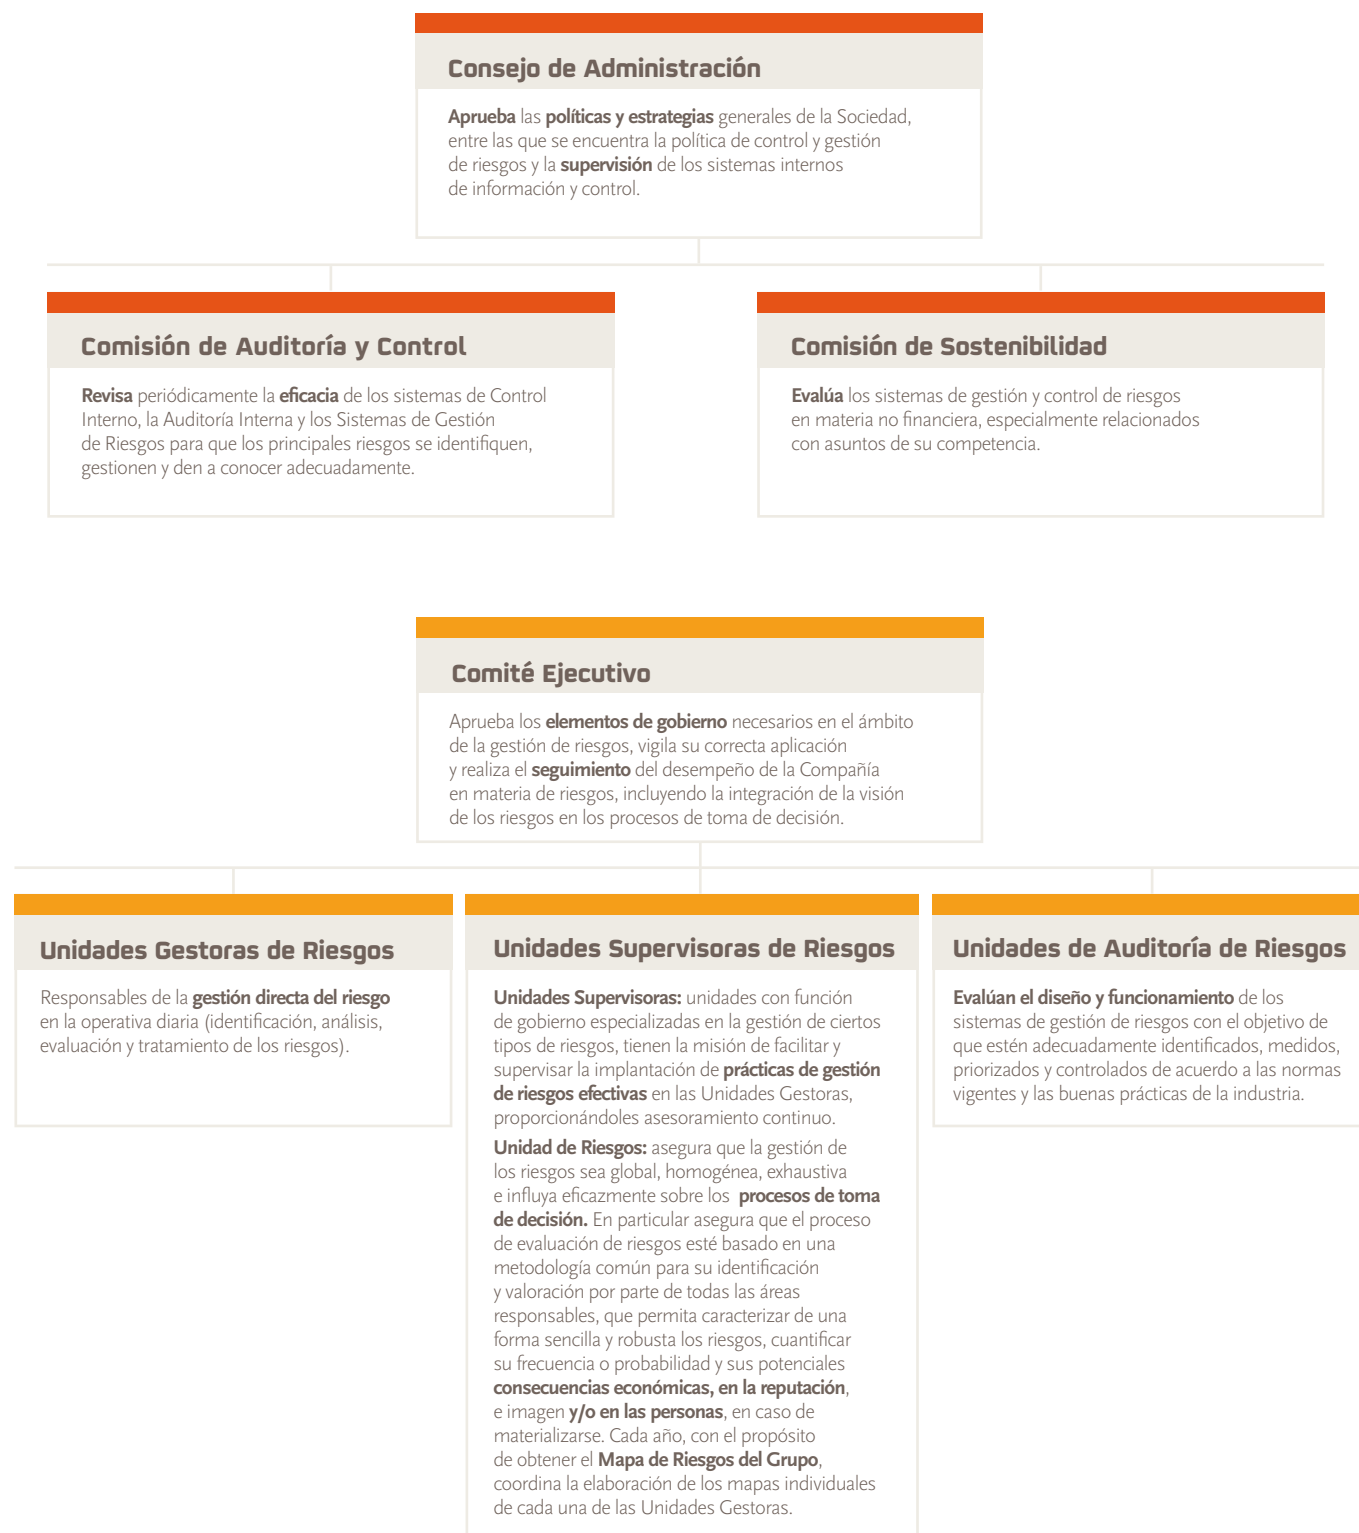 Consejo de Administración
Aprueba las políticas y estrategias generales de la Sociedad,
entre las que se encuentra la política de control y gestión
de riesgos y la supervisión de los sistemas internos
de información y control.
Comisión de Auditoría y Control
Revisa periódicamente la eficacia de los sistemas de Control
Interno, la Auditoría Interna y los Sistemas de Gestión
de Riesgos para que los principales riesgos se identifiquen,
gestionen y den a conocer adecuadamente.
Comisión de Sostenibilidad
Evalúa los sistemas de gestión y control de riesgos
en materia no financiera, especialmente relacionados
con asuntos de su competencia.
Comité Ejecutivo
Aprueba los elementos de gobierno necesarios en el ámbito
de la gestión de riesgos, vigila su correcta aplicación
y realiza el seguimiento del desempeño de la Compañía
en materia de riesgos, incluyendo la integración de la visión
de los riesgos en los procesos de toma de decisión.
Unidades Gestoras de Riesgos
Responsables de la gestión directa del riesgo
en la operativa diaria (identificación, análisis,
evaluación y tratamiento de los riesgos).
Unidades Supervisoras de Riesgos
Unidades Supervisoras: unidades con función
de gobierno especializadas en la gestión de ciertos
tipos de riesgos, tienen la misión de facilitar y
supervisar la implantación de prácticas de gestión
de riesgos efectivas en las Unidades Gestoras,
proporcionándoles asesoramiento continuo.
Unidad de Riesgos: asegura que la gestión de
los riesgos sea global, homogénea, exhaustiva
e influya eficazmente sobre los procesos de toma
de decisión. En particular asegura que el proceso
de evaluación de riesgos esté basado en una
metodología común para su identificación
y valoración por parte de todas las áreas
responsables, que permita caracterizar de una
forma sencilla y robusta los riesgos, cuantificar
su frecuencia o probabilidad y sus potenciales
consecuencias económicas, en la reputación,
e imagen y/o en las personas, en caso de
materializarse. Cada año, con el propósito
de obtener el Mapa de Riesgos del Grupo,
coordina la elaboración de los mapas individuales
de cada una de las Unidades Gestoras.
Unidades de Auditoría de Riesgos
Evalúan el diseño y funcionamiento de los
sistemas de gestión de riesgos con el objetivo de
que estén adecuadamente identificados, medidos,
priorizados y controlados de acuerdo a las normas
vigentes y las buenas prácticas de la industria.